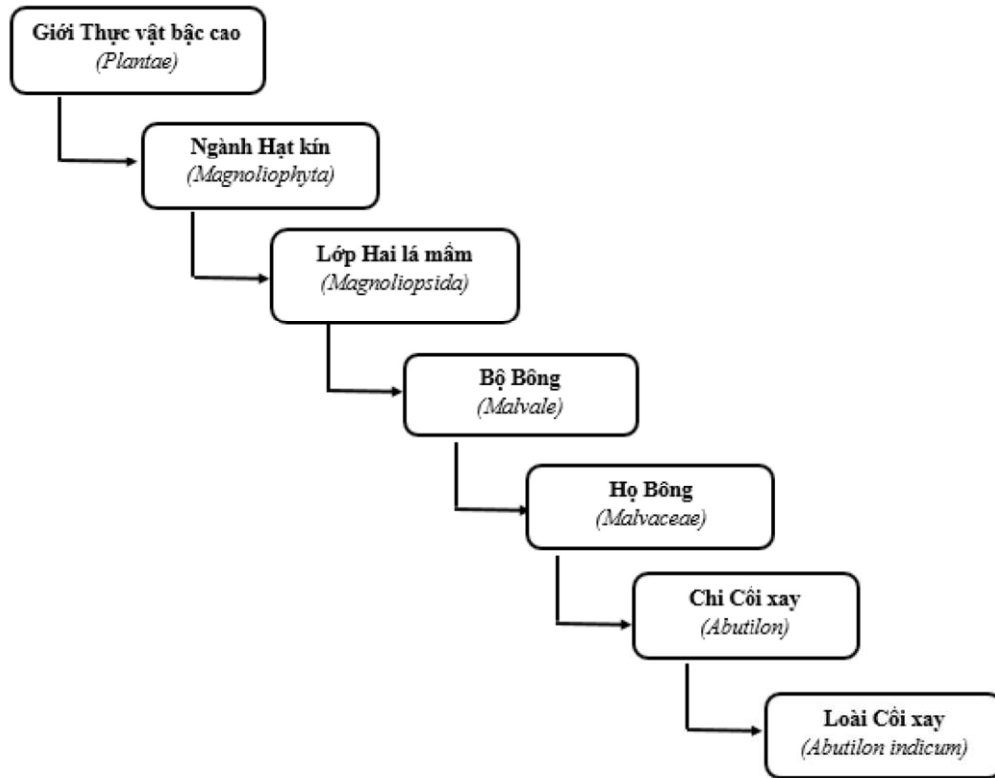 Giới Thực vật bậc cao
(Plantae)
Ngành Hạt kín
(Magnoliophyta)
Lớp Hai lá mầm
(Magnoliopsida)
Bộ Bông
(Malvale)
Họ Bông
(Malvaceae)
Chi Cối xay
(Abutilon)
Loài Cối xay
(Abutilon indicum)